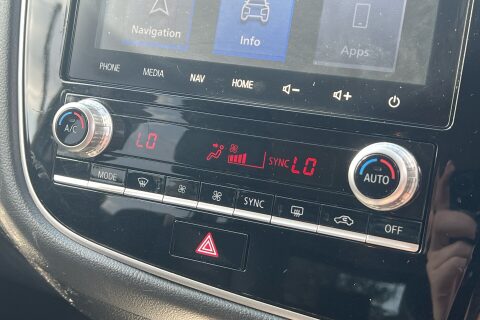 Navigation
Info
Apps
PHONE MEDIA NAV HOME
A/C
LO SYNC LO
AUTO
MODE SYNC OFF